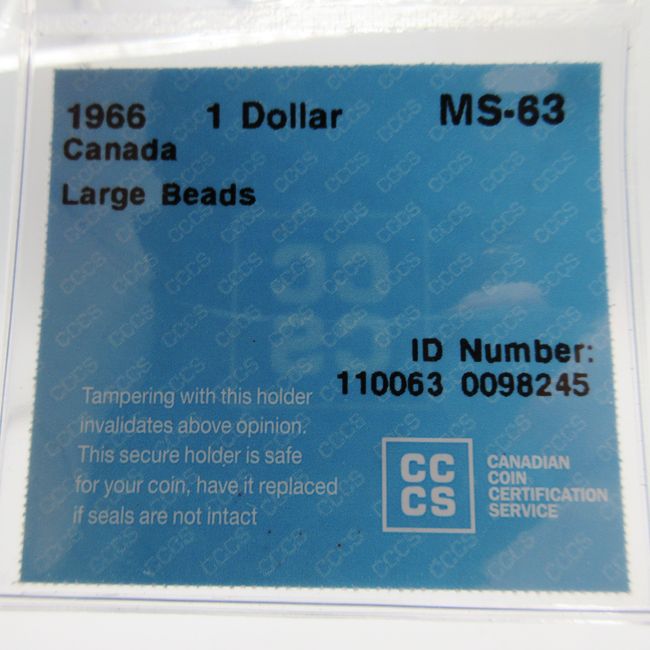 1966 1 Dollar MS-63
Canada
Large Beads
ID Number:
110063 0098245
Tampering with this holder
invalidates above opinion.
This secure holder is safe
for your coin, have it replaced
if seals are not intact
CC
CS
CANADIAN
COIN
CERTIFICATION
SERVICE